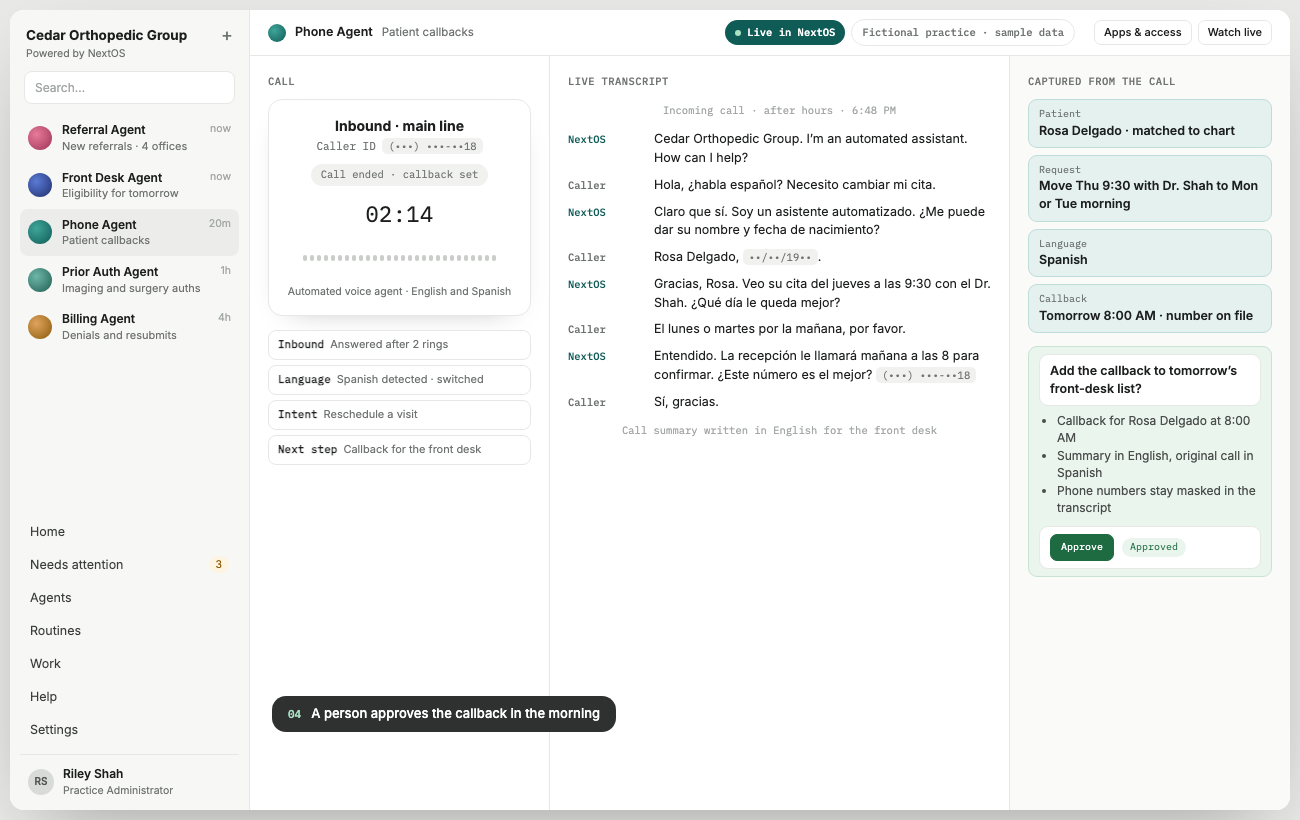 Cedar Orthopedic Group
+
Powered by NextOS
Search...
Referral Agent
now
New referrals · 4 offices
Front Desk Agent
now
Eligibility for tomorrow
Phone Agent
20m
Patient callbacks
Prior Auth Agent
1h
Imaging and surgery auths
Billing Agent
4h
Denials and resubmits
Home
Needs attention
3
Agents
Routines
Work
Help
Settings
RS
Riley Shah
Practice Administrator
Phone Agent Patient callbacks
Live in NextOS
Fictional practice · sample data
Apps & access
Watch live
CALL
Inbound · main line
Caller ID (•••) •••-••18
Call ended · callback set
02:14
Automated voice agent · English and Spanish
Inbound Answered after 2 rings
Language Spanish detected · switched
Intent Reschedule a visit
Next step Callback for the front desk
LIVE TRANSCRIPT
Incoming call · after hours · 6:48 PM
NextOS
Cedar Orthopedic Group. I’m an automated assistant.
How can I help?
Caller
Hola, ¿habla español? Necesito cambiar mi cita.
NextOS
Claro que sí. Soy un asistente automatizado. ¿Me puede
dar su nombre y fecha de nacimiento?
Caller
Rosa Delgado, ••/••/19••.
NextOS
Gracias, Rosa. Veo su cita del jueves a las 9:30 con el Dr.
Shah. ¿Qué día le queda mejor?
Caller
El lunes o martes por la mañana, por favor.
NextOS
Entendido. La recepción le llamará mañana a las 8 para
confirmar. ¿Este número es el mejor? (•••) •••-••18
Caller
Sí, gracias.
Call summary written in English for the front desk
CAPTURED FROM THE CALL
Patient
Rosa Delgado · matched to chart
Request
Move Thu 9:30 with Dr. Shah to Mon
or Tue morning
Language
Spanish
Callback
Tomorrow 8:00 AM · number on file
Add the callback to tomorrow’s
front-desk list?
• Callback for Rosa Delgado at 8:00
AM
• Summary in English, original call in
Spanish
• Phone numbers stay masked in the
transcript
Approve
Approved
04 A person approves the callback in the morning